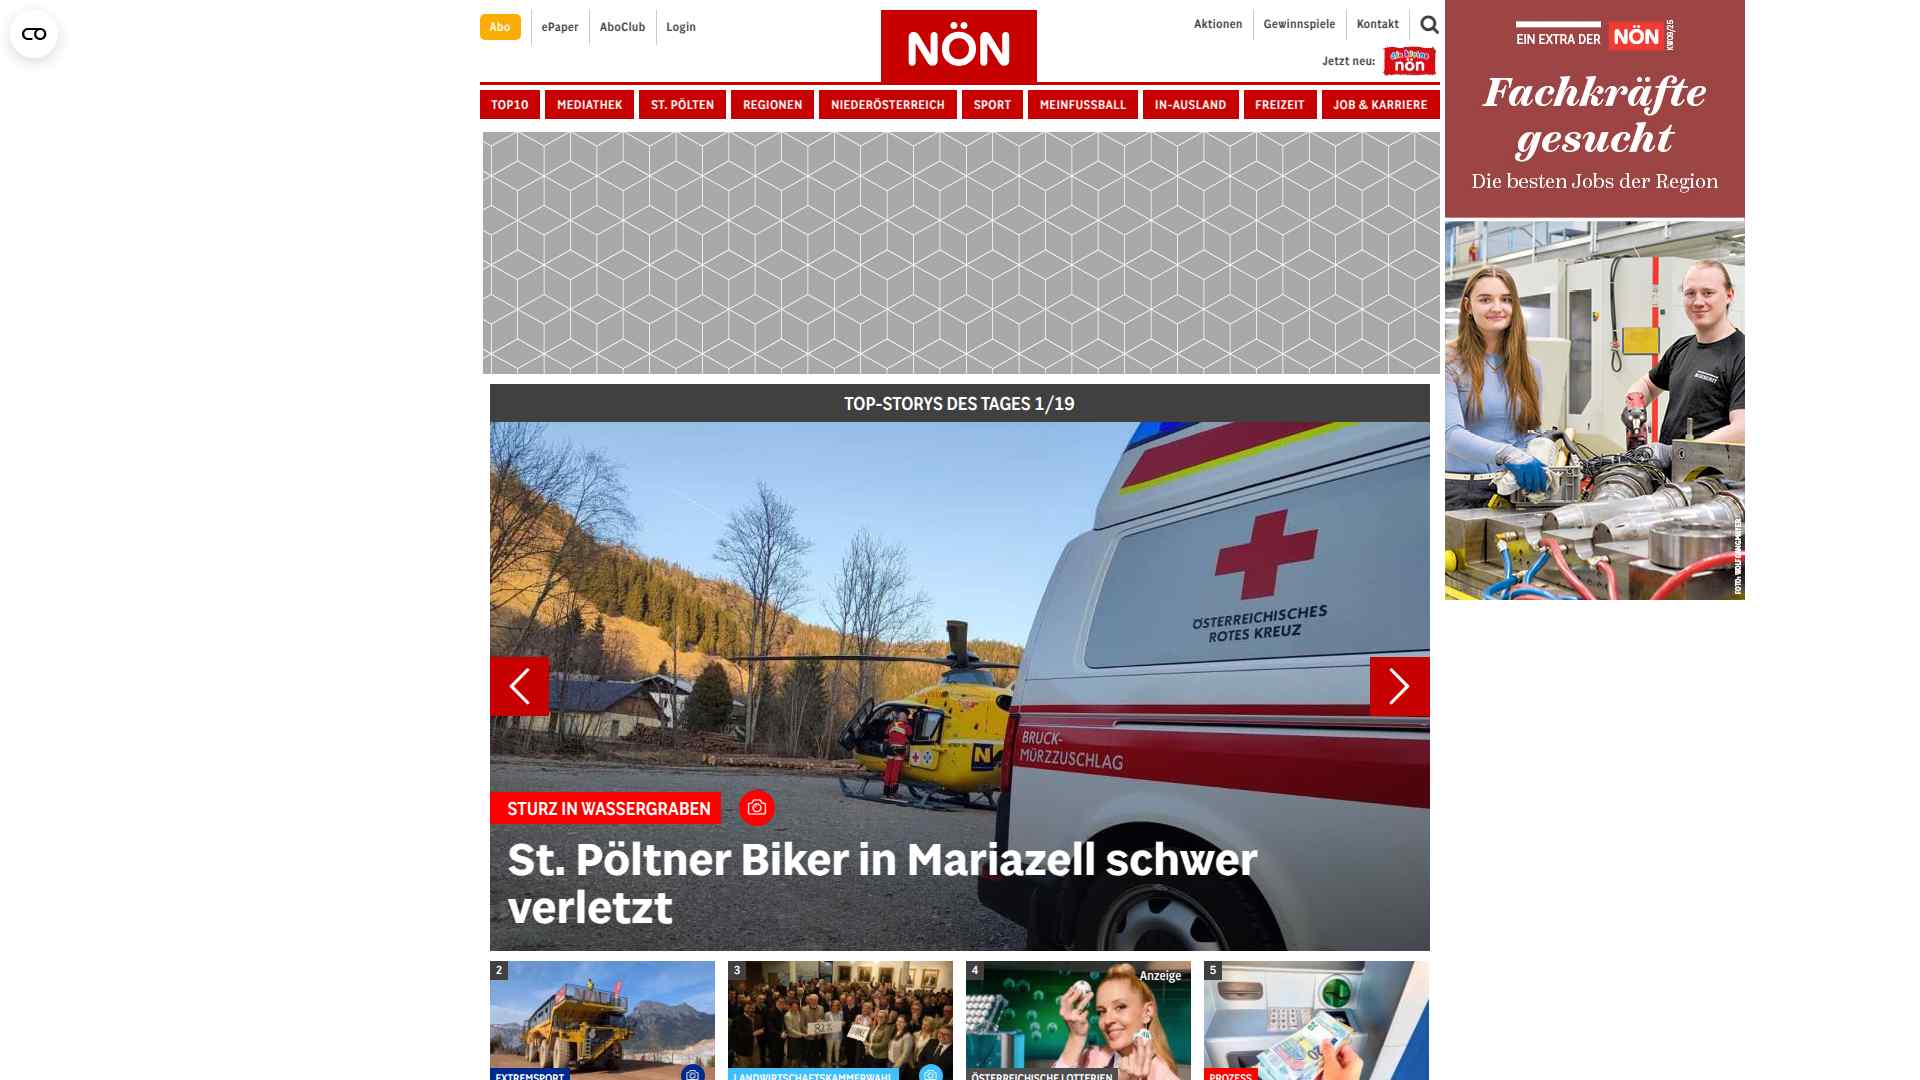 Abo
ePaper
AboClub
Login
NÖN
Aktionen
Gewinnspiele
Kontakt
Jetzt neu:
die kleine
nön
TOP10
MEDIATHEK
ST. PÖLTEN
REGIONEN
NIEDERÖSTERREICH
SPORT
MEINFUSSBALL
IN-AUSLAND
FREIZEIT
JOB & KARRIERE
EIN EXTRA DER NÖN
KW09/25
Fachkräfte
gesucht
Die besten Jobs der Region
TOP-STORYS DES TAGES 1/19
ÖSTERREICHISCHES
ROTES KREUZ
BRUCK-
MÜRZZUSCHLAG
N
STURZ IN WASSERGRABEN
St. Pöltner Biker in Mariazell schwer
verletzt
2
EXTREMSPORT
3
82%
LANDWIRTSCHAFTSKAMMERWAHL
4
Anzeige
ÖSTERREICHISCHE LOTTERIEN
5
20
PROZESS